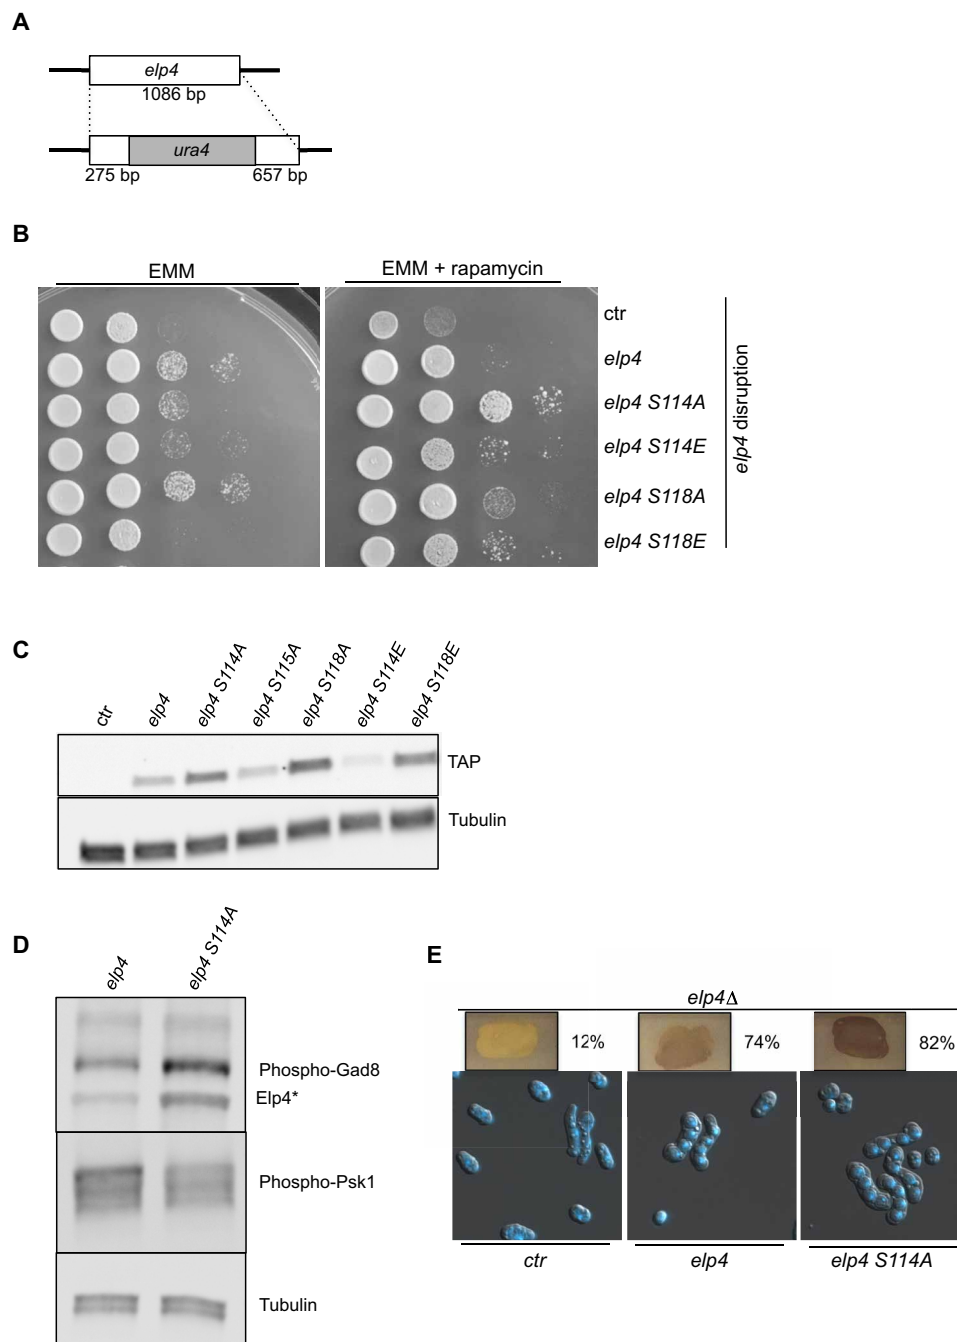 A
elp4
1086 bp
ura4
275 bp
657 bp
B
EMM
EMM + rapamycin
ctr
elp4
elp4 S114A
elp4 S114E
elp4 S118A
elp4 S118E
elp4 disruption
C
ctr
elp4
elp4 S114A
elp4 S115A
elp4 S118A
elp4 S114E
elp4 S118E
TAP
Tubulin
D
elp4
elp4 S114A
Phospho-Gad8
Elp4*
Phospho-Psk1
Tubulin
E
elp4Δ
12%
74%
82%
ctr
elp4
elp4 S114A